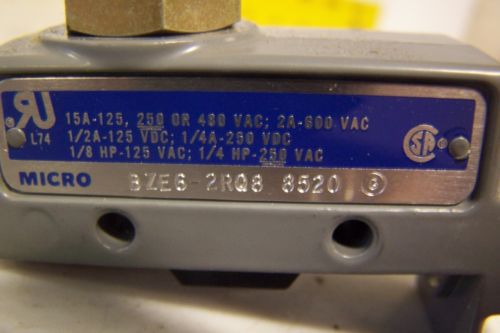 15A-125, 250 OR 480 VAC; 2A-600 VAC
L74 1/2A-125 VDC; 1/4A-250 VDC
1/8 HP-125 VAC; 1/4 HP-250 VAC
MICRO BZE6-2RQ8 8520